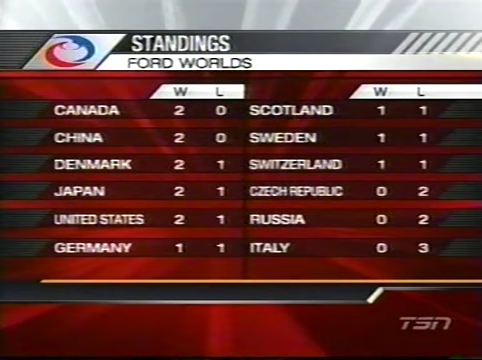 STANDINGS
FORD WORLDS
W L W L
CANADA 2 0 SCOTLAND 1 1
CHINA 2 0 SWEDEN 1 1
DENMARK 2 1 SWITZERLAND 1 1
JAPAN 2 1 CZECH REPUBLIC 0 2
UNITED STATES 2 1 RUSSIA 0 2
GERMANY 1 1 ITALY 0 3
TSN